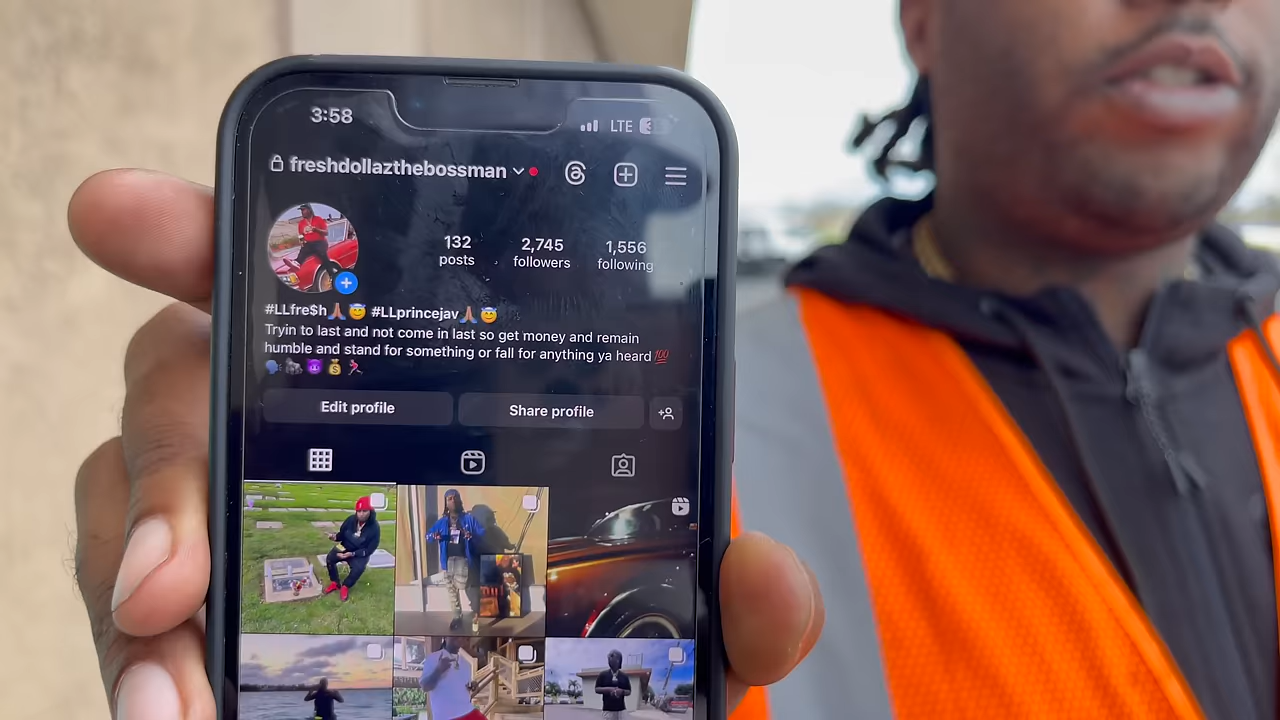 3:58
LTE
freshdollazthebossman
132 posts
2,745 followers
1,556 following
#LLfre$h🙏🏾😇 #LLprincejav🙏🏾😇
Tryin to last and not come in last so get money and remain
humble and stand for something or fall for anything ya heard💯
🗣️🦍😈💰🏃🏾
Edit profile
Share profile